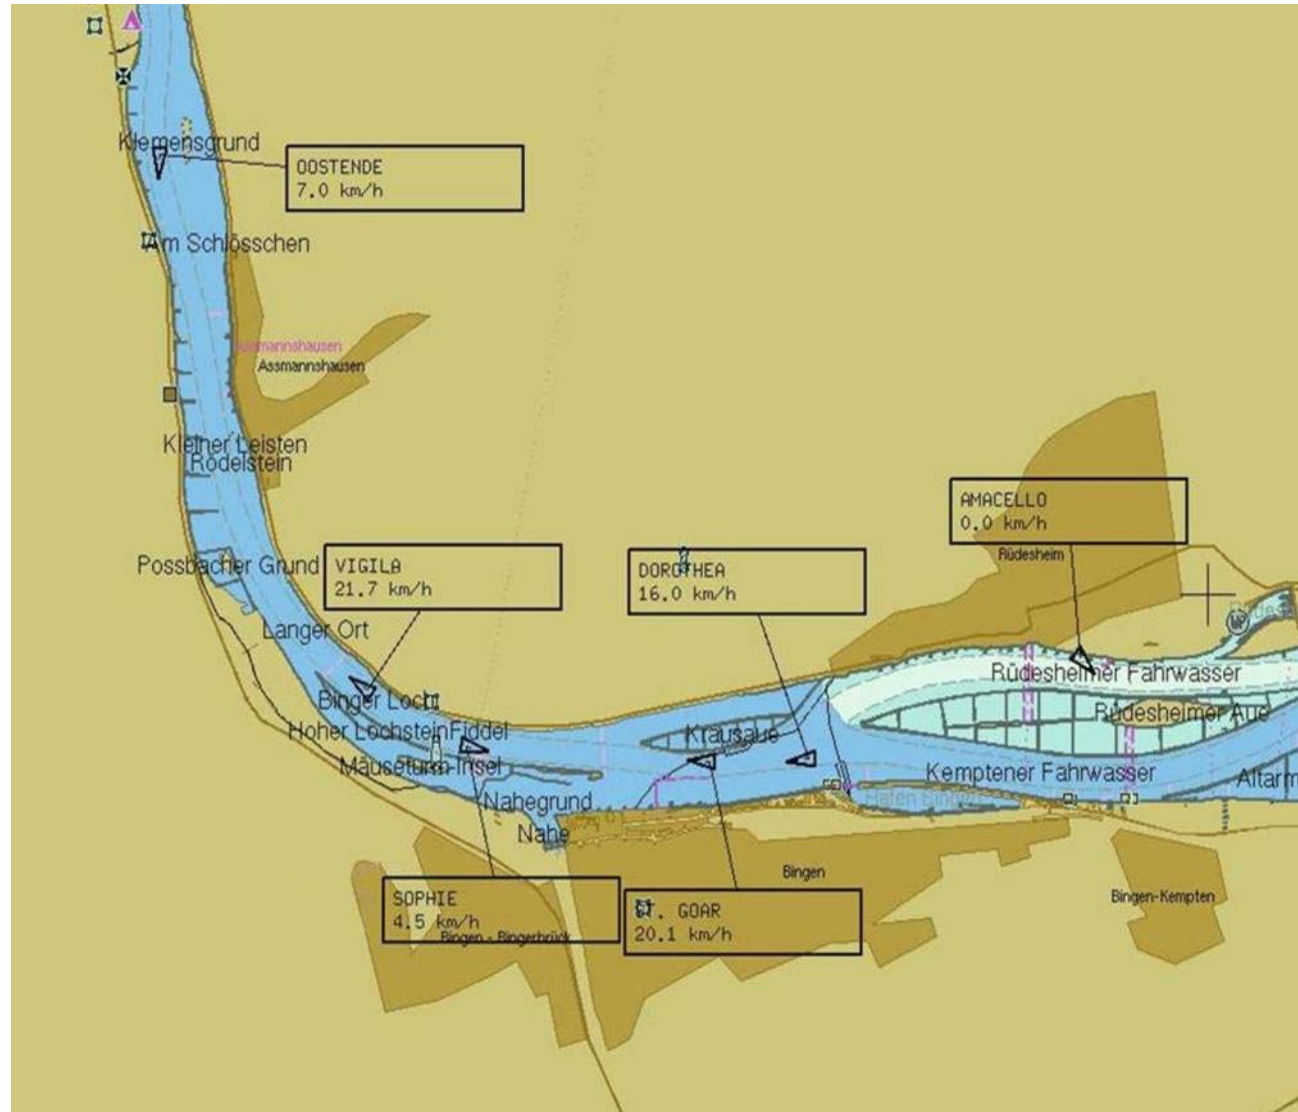 Klemensgrund
OOSTENDE
7.0 km/h
Am Schlösschen
Assmannshausen
Assmannshausen
Kleiner Leisten
Rödelstein
AMACELLO
0.0 km/h
Rüdesheim
Possbacher Grund
VIGILA
21.7 km/h
DOROTHEA
16.0 km/h
Langer Ort
Rüdesheimer Fahrwasser
Binger Loch
Rüdesheimer Aue
Hoher Lochstein
Fiddel
Krausaue
Mäuseturm-Insel
Kemptener Fahrwasser
Altarm
Nahegrund
Nahe
Bingen
SOPHIE
4.5 km/h
Bingen - Bingerbrück
GOAR
20.1 km/h
Bingen-Kempten